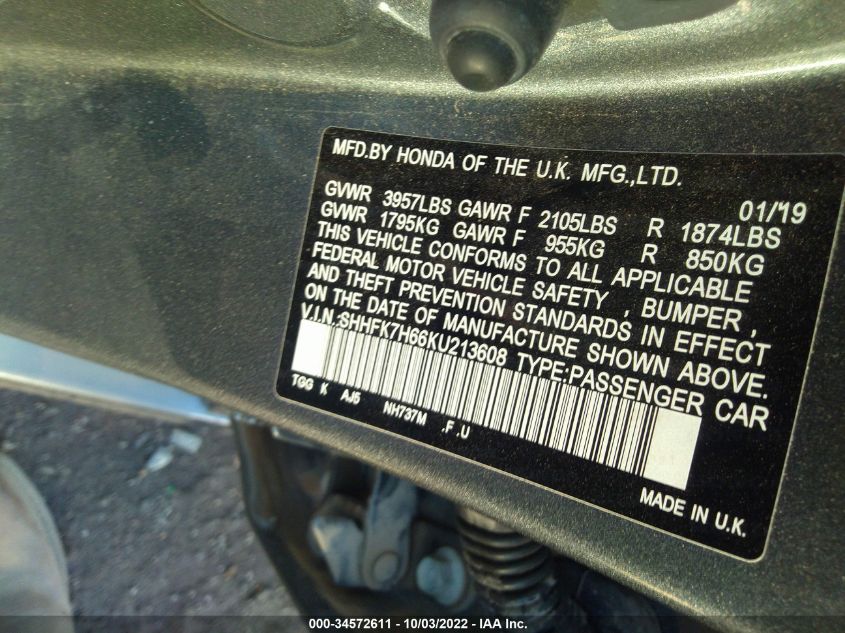 MFD.BY HONDA OF THE U.K. MFG.,LTD.
01/'19
GVWR 3957LBS GAWR F 2105LBS R 1874LBS
GVWR 1795KG GAWR F 955KG R 850KG
THIS VEHICLE CONFORMS TO ALL APPLICABLE
FEDERAL MOTOR VEHICLE SAFETY , BUMPER ,
AND THEFT PREVENTION STANDARDS IN EFFECT
ON THE DATE OF MANUFACTURE SHOWN ABOVE.
V.I.N.:SHHFK7H66KU213608 TYPE:PASSENGER CAR
TGG K AJ5 NH737M .F .U
MADE IN U.K.
000-34572611 - 10/03/2022 - IAA Inc.